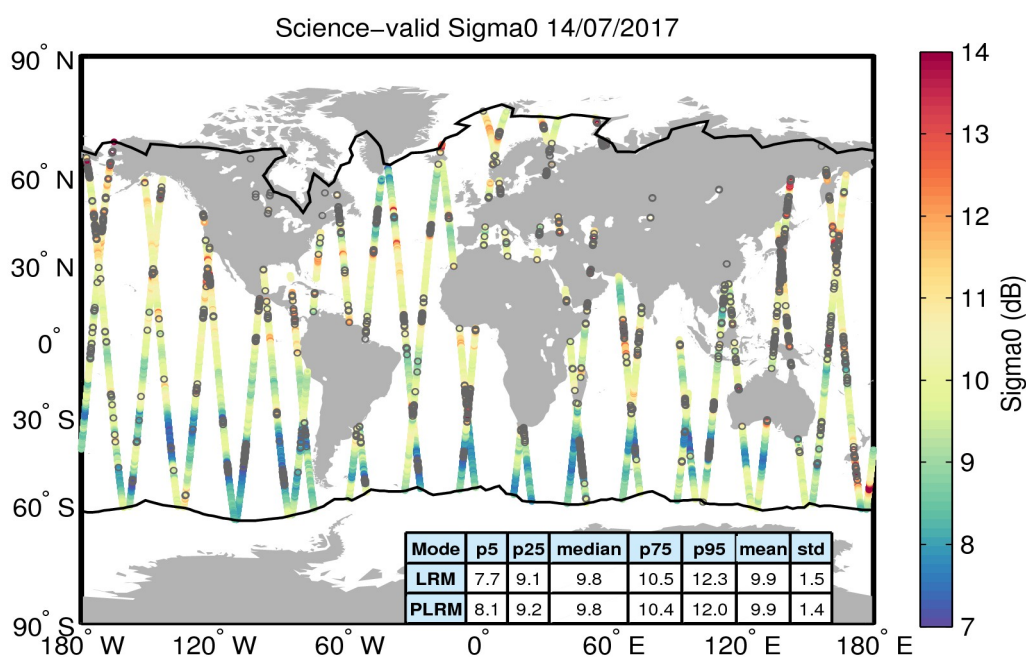 Science−valid Sigma0 14/07/2017
90° N
60° N
30° N
0°
30° S
60° S
90° S
180° W
120° W
60° W
0°
60° E
120° E
180° E
Mode p5 p25 median p75 p95 mean std
LRM 7.7 9.1 9.8 10.5 12.3 9.9 1.5
PLRM 8.1 9.2 9.8 10.4 12.0 9.9 1.4
14
13
12
11
10
9
8
7
Sigma0 (dB)